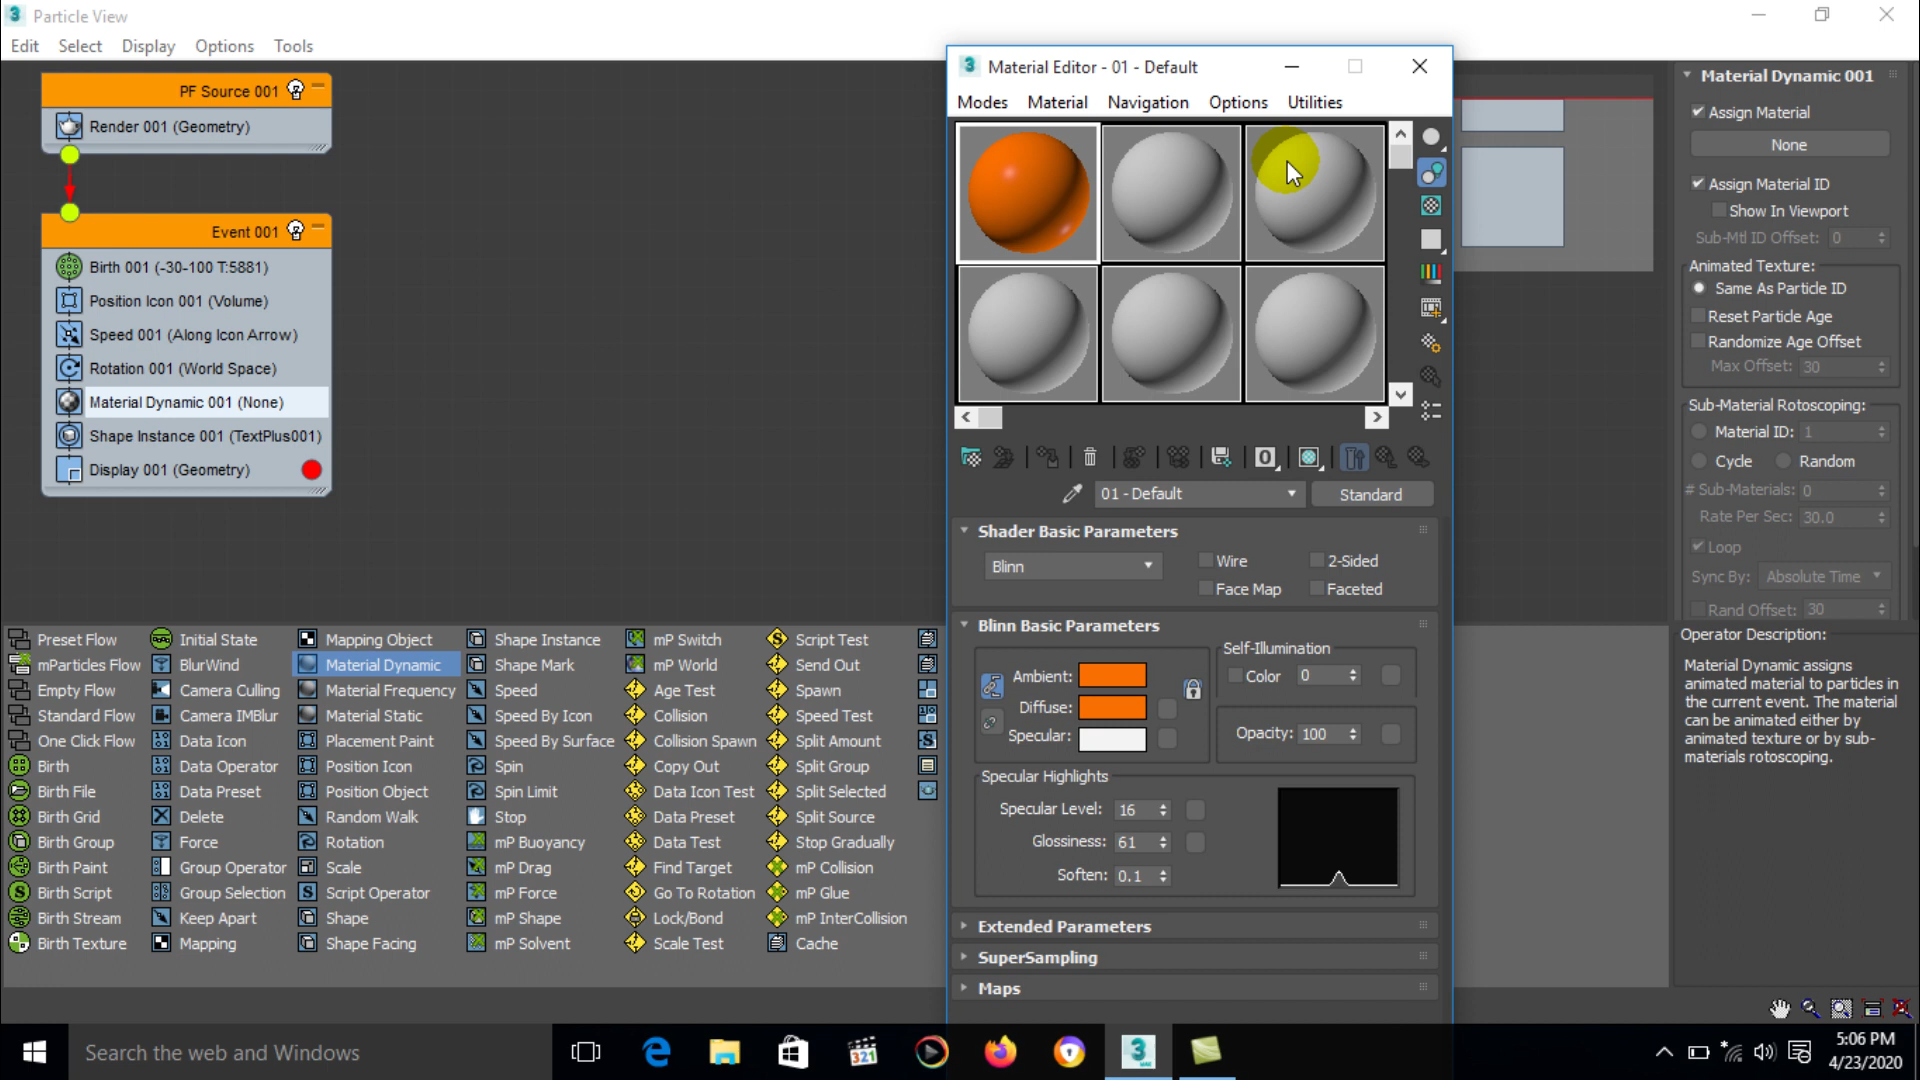 Particle View
Edit Select Display Options Tools
PF Source 001
Render 001 (Geometry)
Event 001
Birth 001 (-30-100 T:5881)
Position Icon 001 (Volume)
Speed 001 (Along Icon Arrow)
Rotation 001 (World Space)
Material Dynamic 001 (None)
Shape Instance 001 (TextPlus001)
Display 001 (Geometry)
Material Editor - 01 - Default
Modes Material Navigation Options Utilities
01 - Default
Standard
Shader Basic Parameters
Blinn
Wire
2-Sided
Face Map
Faceted
Blinn Basic Parameters
Ambient:
Diffuse:
Specular:
Self-Illumination
Color 0
Opacity: 100
Specular Highlights
Specular Level: 16
Glossiness: 61
Soften: 0.1
Extended Parameters
SuperSampling
Maps
Material Dynamic 001
Assign Material
None
Assign Material ID
Show In Viewport
Sub-Mtl ID Offset: 0
Animated Texture:
Same As Particle ID
Reset Particle Age
Randomize Age Offset
Max Offset: 30
Sub-Material Rotoscoping:
Material ID: 1
Cycle Random
# Sub-Materials: 0
Rate Per Sec: 30.0
Loop
Sync By: Absolute Time
Rand Offset: 30
Operator Description:
Material Dynamic assigns
animated material to particles in
the current event. The material
can be animated either by
animated texture or by sub-
materials rotoscoping.
Preset Flow Initial State Mapping Object Shape Instance mP Switch Script Test
mParticles Flow BlurWind Material Dynamic Shape Mark mP World Send Out
Empty Flow Camera Culling Material Frequency Speed Age Test Spawn
Standard Flow Camera IMBlur Material Static Speed By Icon Collision Speed Test
One Click Flow Data Icon Placement Paint Speed By Surface Collision Spawn Split Amount
Birth Data Operator Position Icon Spin Copy Out Split Group
Birth File Data Preset Position Object Spin Limit Data Icon Test Split Selected
Birth Grid Delete Random Walk Stop Data Preset Split Source
Birth Group Force Rotation mP Buoyancy Data Test Stop Gradually
Birth Paint Group Operator Scale mP Drag Find Target mP Collision
Birth Script Group Selection Script Operator mP Force Go To Rotation mP Glue
Birth Stream Keep Apart Shape mP Shape Lock/Bond mP InterCollision
Birth Texture Mapping Shape Facing mP Solvent Scale Test Cache
Search the web and Windows
5:06 PM
4/23/2020